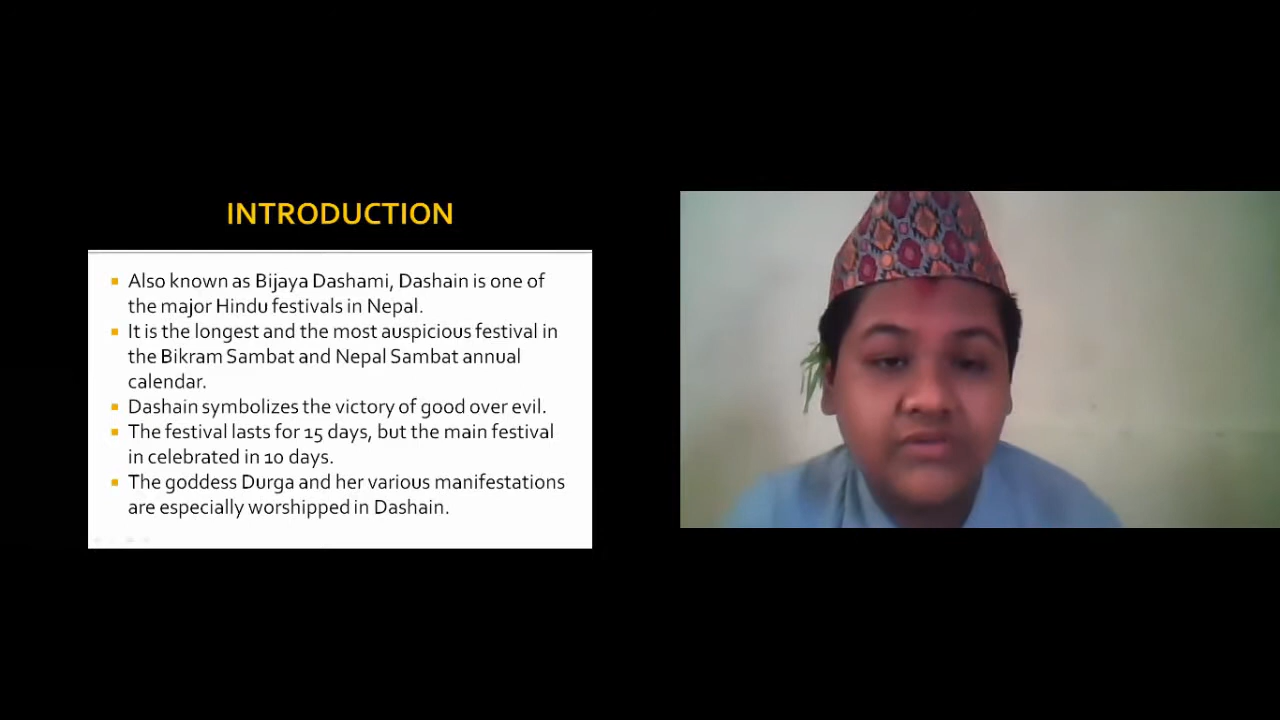 INTRODUCTION
Also known as Bijaya Dashami, Dashain is one of
the major Hindu festivals in Nepal.
It is the longest and the most auspicious festival in
the Bikram Sambat and Nepal Sambat annual
calendar.
Dashain symbolizes the victory of good over evil.
The festival lasts for 15 days, but the main festival
in celebrated in 10 days.
The goddess Durga and her various manifestations
are especially worshipped in Dashain.